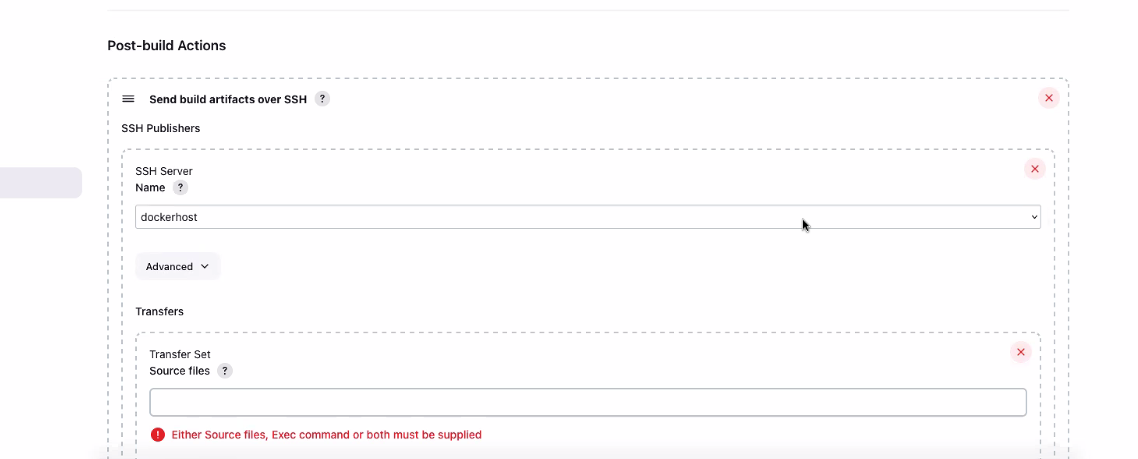 Post-build Actions
Send build artifacts over SSH ?
SSH Publishers
SSH Server
Name ?
dockerhost
Advanced
Transfers
Transfer Set
Source files ?
Either Source files, Exec command or both must be supplied